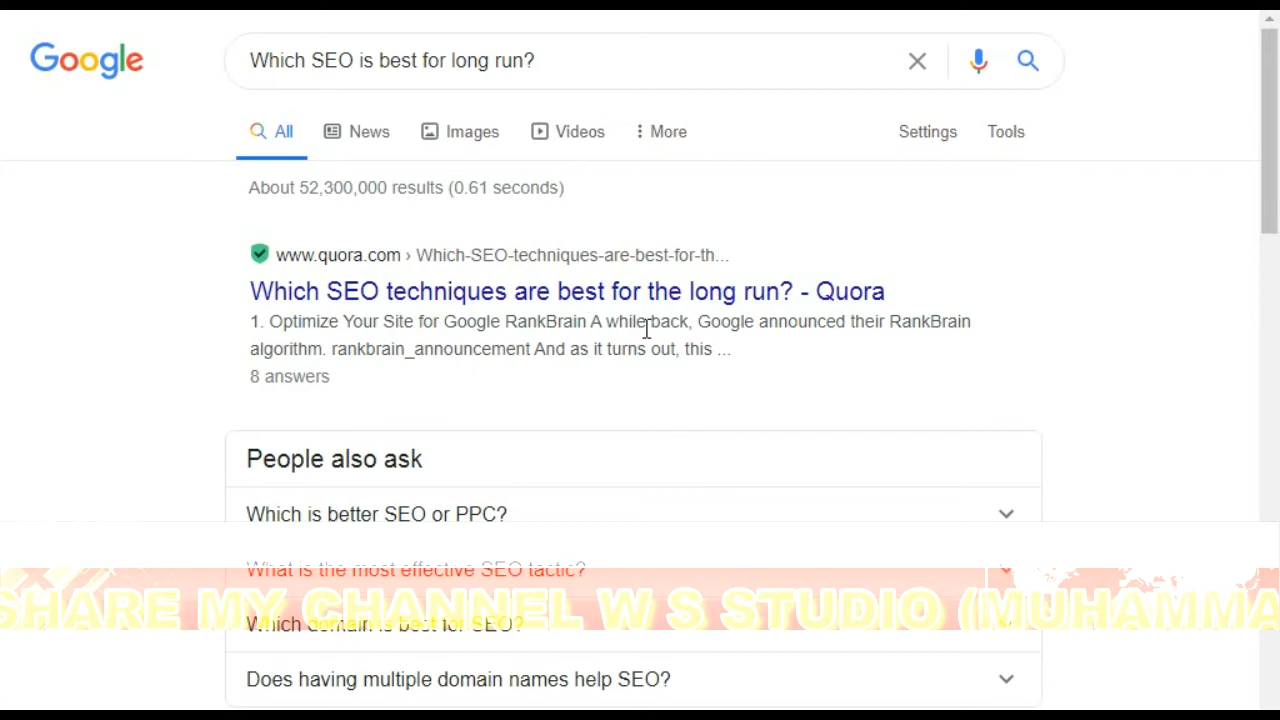 Google
Which SEO is best for long run?
All News Images Videos More Settings Tools
About 52,300,000 results (0.61 seconds)
www.quora.com › Which-SEO-techniques-are-best-for-th...
Which SEO techniques are best for the long run? - Quora
1. Optimize Your Site for Google RankBrain A while back, Google announced their RankBrain
algorithm. rankbrain_announcement And as it turns out, this ...
8 answers
People also ask
Which is better SEO or PPC?
What is the most effective SEO tactic?
SHARE MY CHANNEL W S STUDIO (MUHAMMA
Which domain is best for SEO?
Does having multiple domain names help SEO?